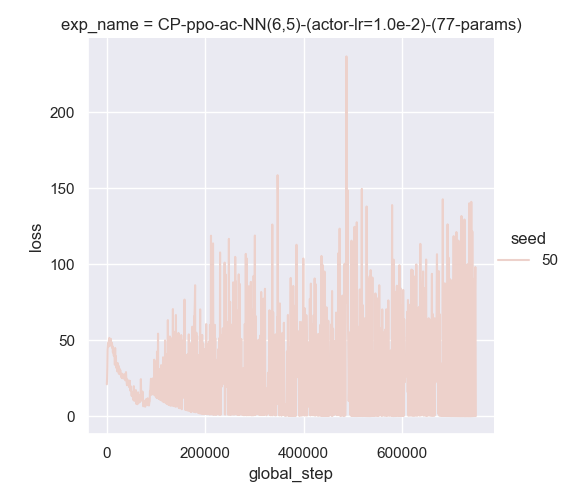 exp_name = CP-ppo-ac-NN(6,5)-(actor-lr=1.0e-2)-(77-params)
200
150
100
50
0
loss
0
200000
400000
600000
global_step
seed
50